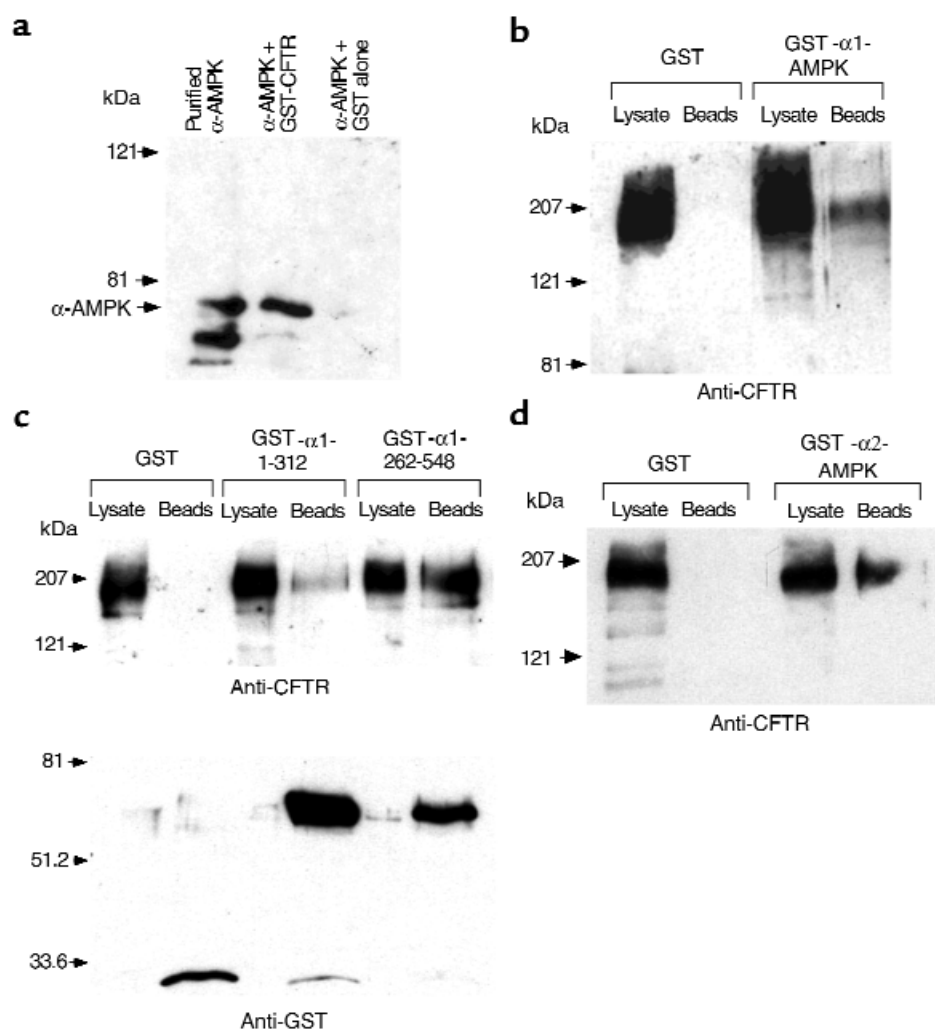 a
kDa
Purified
α-AMPK
α-AMPK +
GST-CFTR
α-AMPK +
GST alone
121
81
α-AMPK
b
GST
GST-α1-
AMPK
Lysate Beads Lysate Beads
kDa
207
121
81
Anti-CFTR
c
GST
GST-α1-
1-312
GST-α1-
262-548
Lysate Beads Lysate Beads Lysate Beads
kDa
207
121
Anti-CFTR
81
51.2
33.6
Anti-GST
d
GST
GST-α2-
AMPK
Lysate Beads Lysate Beads
kDa
207
121
Anti-CFTR